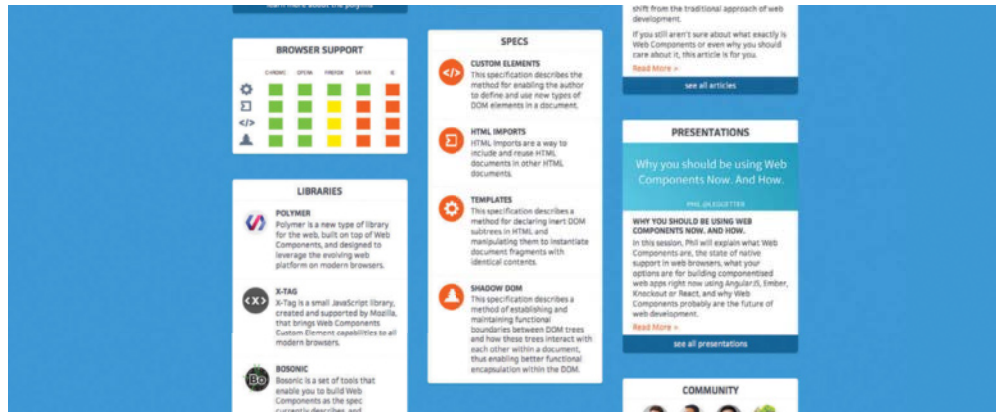 learn more about the polymo
BROWSER SUPPORT
CHROME OPERA FIREFOX SAFARI IE
</>
LIBRARIES
POLYMER
Polymer is a new type of library
for the web, built on top of Web
Components, and designed to
leverage the evolving web
platform on modern browsers.
<X>
X-TAG
X-Tag is a small JavaScript library,
created and supported by Mozilla,
that brings Web Components
Custom Element capabilities to all
modern browsers.
Bo
BOSONIC
Bosonic is a set of tools that
enable you to build Web
Components as the spec
currently describes, and
SPECS
</>
CUSTOM ELEMENTS
This specification describes the
method for enabling the author
to define and use new types of
DOM elements in a document.
HTML IMPORTS
HTML Imports are a way to
include and reuse HTML
documents in other HTML
documents.
TEMPLATES
This specification describes a
method for declaring inert DOM
subtrees in HTML and
manipulating them to instantiate
document fragments with
identical contents.
SHADOW DOM
This specification describes a
method of establishing and
maintaining functional
boundaries between DOM trees
and how these trees interact with
each other within a document,
thus enabling better functional
encapsulation within the DOM.
shift from the traditional approach of web
development.
If you still aren't sure about what exactly is
Web Components or even why you should
care about it, this article is for you.
Read More »
see all articles
PRESENTATIONS
Why you should be using Web
Components Now. And How.
PHIL @LEGGETTER
WHY YOU SHOULD BE USING WEB
COMPONENTS NOW. AND HOW.
In this session, Phil will explain what Web
Components are, the state of native
support in web browsers, what your
options are for building componentised
web apps right now using AngularJS, Ember,
Knockout or React, and why Web
Components probably are the future of
web development.
Read More »
see all presentations
COMMUNITY